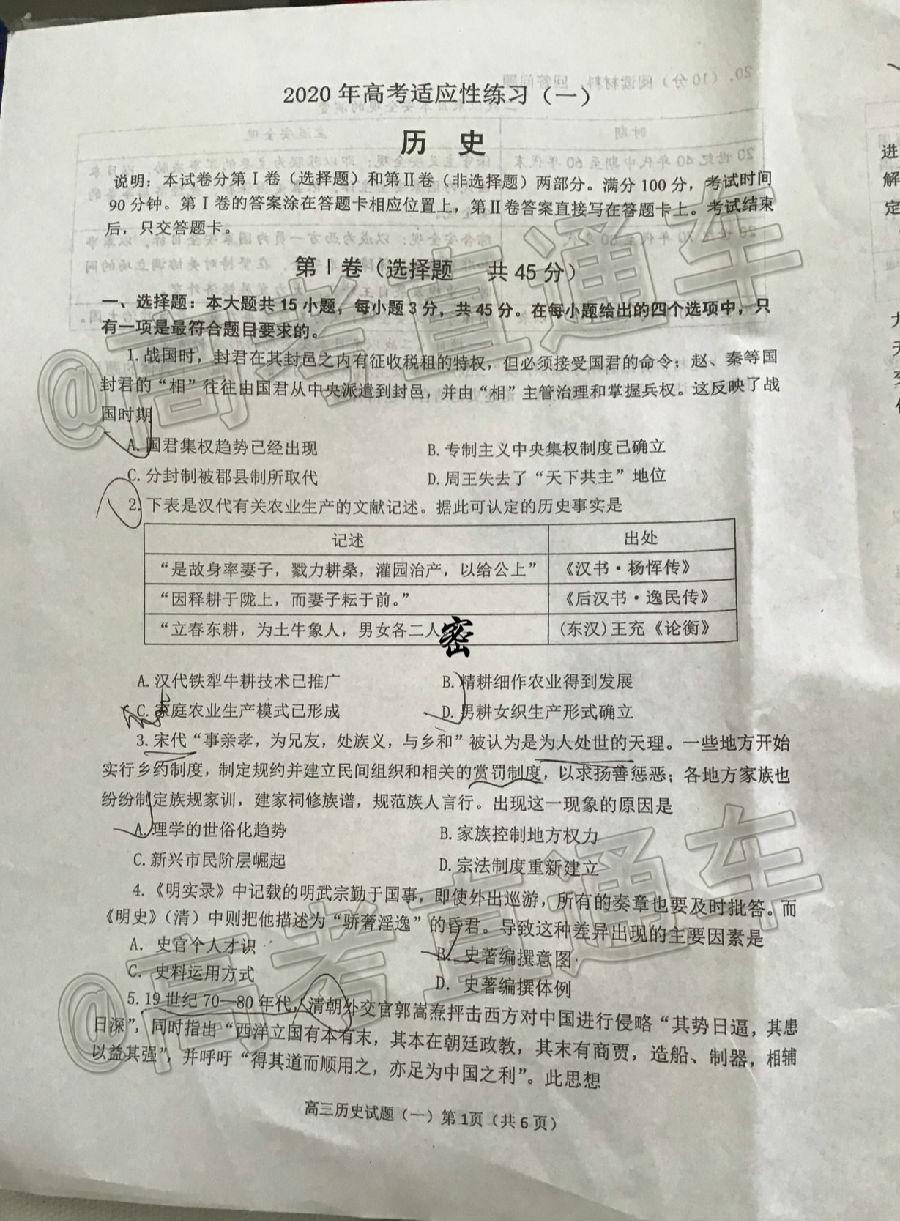 2020年高考适应性练习（一）
历 史
说明：本试卷分第Ⅰ卷（选择题）和第Ⅱ卷（非选择题）两部分。满分100分，考试时间
90分钟。第Ⅰ卷的答案涂在答题卡相应位置上，第Ⅱ卷答案直接写在答题卡上。考试结束
后，只交答题卡。
第Ⅰ卷（选择题 共45分）
一、选择题：本大题共15小题，每小题3分，共45分。在每小题给出的四个选项中，只
有一项是最符合题目要求的。
1.战国时，封君在其封邑之内有征收税租的特权，但必须接受国君的命令；赵、秦等国
封君的“相”往往由国君从中央派遣到封邑，并由“相”主管治理和掌握兵权。这反映了战
国时期
A.国君集权趋势已经出现 B.专制主义中央集权制度已确立
C.分封制被郡县制所取代 D.周王失去了“天下共主”地位
2.下表是汉代有关农业生产的文献记述。据此可认定的历史事实是
记述 出处
“是故身率妻子，戮力耕桑，灌园治产，以给公上” 《汉书·杨恽传》
“因释耕于陇上，而妻子耘于前。” 《后汉书·逸民传》
“立春东耕，为土牛象人，男女各二人 密 (东汉)王充《论衡》
A.汉代铁犁牛耕技术已推广 B.精耕细作农业得到发展
C.家庭农业生产模式已形成 D.男耕女织生产形式确立
3.宋代“事亲孝，为兄友，处族义，与乡和”被认为是为人处世的天理。一些地方开始
实行乡约制度，制定规约并建立民间组织和相关的赏罚制度，以求扬善惩恶；各地方家族也
纷纷制定族规家训，建家祠修族谱，规范族人言行。出现这一现象的原因是
A.理学的世俗化趋势 B.家族控制地方权力
C.新兴市民阶层崛起 D.宗法制度重新建立
4.《明实录》中记载的明武宗勤于国事，即使外出巡游，所有的奏章也要及时批答。而
《明史》（清）中则把他描述为“骄奢淫逸”的昏君。导致这种差异出现的主要因素是
A．史官个人才识 B．史著编撰意图
C．史料运用方式 D．史著编撰体例
5.19世纪70—80年代，清朝外交官郭嵩焘抨击西方对中国进行侵略“其势日逼，其患
日深”，同时指出“西洋立国有本有末，其本在朝廷政教，其末有商贾，造船、制器，相辅
以益其强”，并呼吁“得其道而顺用之，亦足为中国之利”。此思想
高三历史试题（一）第1页（共6页）
@高考直通车
@高考直通车
进
解
定